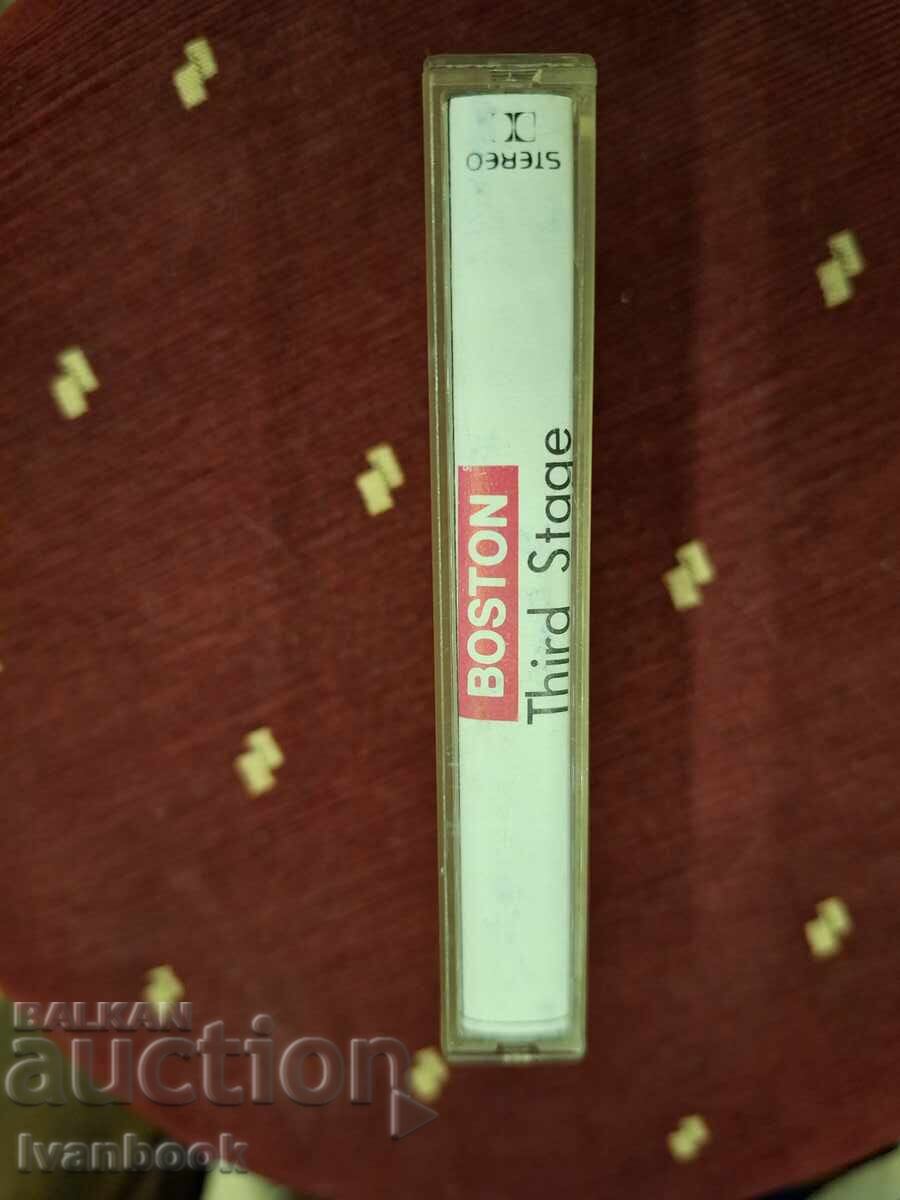 STEREO
BOSTON
Third Stage
BALKAN
auction
Ivanbook